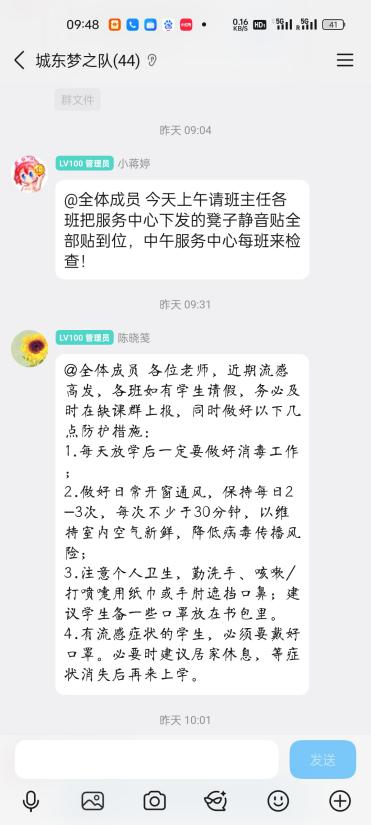 09:48
0.16
KB/S
HD1
5G
R
5G
41
城东梦之队(44)
群文件
昨天 09:04
LV100 管理员
小蒋婷
@全体成员 今天上午请班主任各
班把服务中心下发的凳子静音贴全
部贴到位，中午服务中心每班来检
查！
昨天 09:31
LV100 管理员
陈晓笺
@全体成员 各位老师，近期流感
高发，各班如有学生请假，务必及
时在缺课群上报，同时做好以下几
点防护措施：
1.每天放学后一定要做好消毒工作
；
2.做好日常开窗通风，保持每日2
—3次，每次不少于30分钟，以维
持室内空气新鲜，降低病毒传播风
险；
3.注意个人卫生，勤洗手、咳嗽/
打喷嚏用纸巾或手肘遮挡口鼻；建
议学生备一些口罩放在书包里。
4.有流感症状的学生，必须要戴好
口罩。必要时建议居家休息，等症
状消失后再来上学。
昨天 10:01
发送